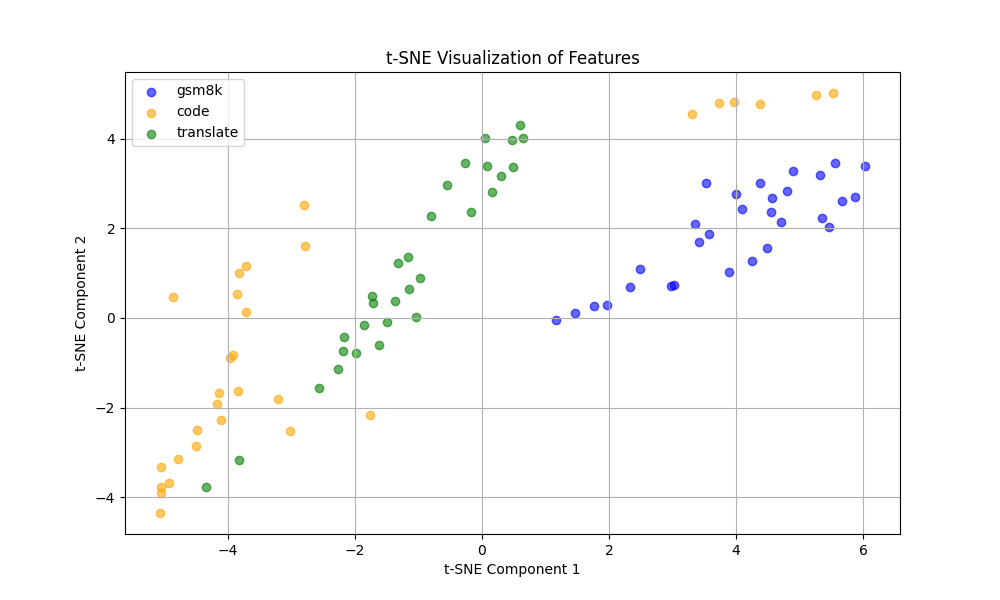 t-SNE Visualization of Features
gsm8k
code
translate
4
2
0
−2
−4
t-SNE Component 2
−4
−2
0
2
4
6
t-SNE Component 1